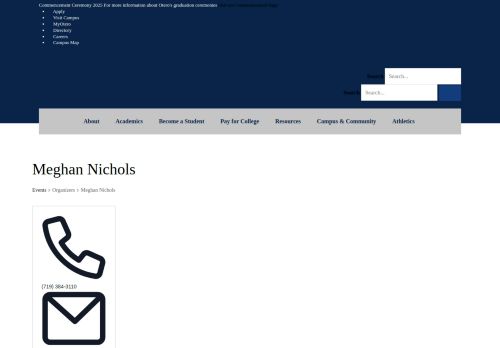 Commencement Ceremony 2025 For more information about Otero's graduation ceremonies
Apply
Visit Campus
MyOtero
Directory
Careers
Campus Map
Search Search...
Search Search...
About Academics Become a Student Pay for College Resources Campus & Community Athletics
Meghan Nichols
Events > Organizers > Meghan Nichols
(719) 384-3110